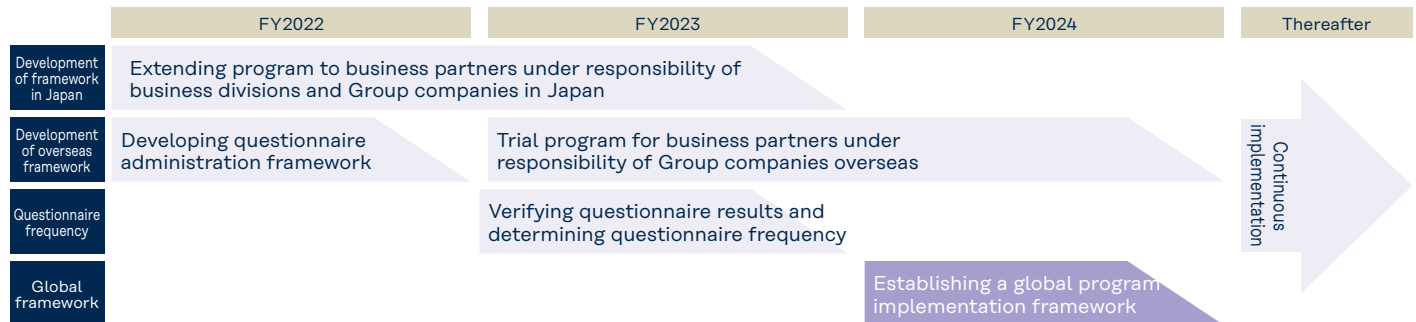 FY2022
FY2023
FY2024
Thereafter
Development
of framework
in Japan
Extending program to business partners under responsibility of
business divisions and Group companies in Japan
Development
of overseas
framework
Developing questionnaire
administration framework
Trial program for business partners under
responsibility of Group companies overseas
Questionnaire
frequency
Verifying questionnaire results and
determining questionnaire frequency
Global
framework
Establishing a global program
implementation framework
Continuous
implementation